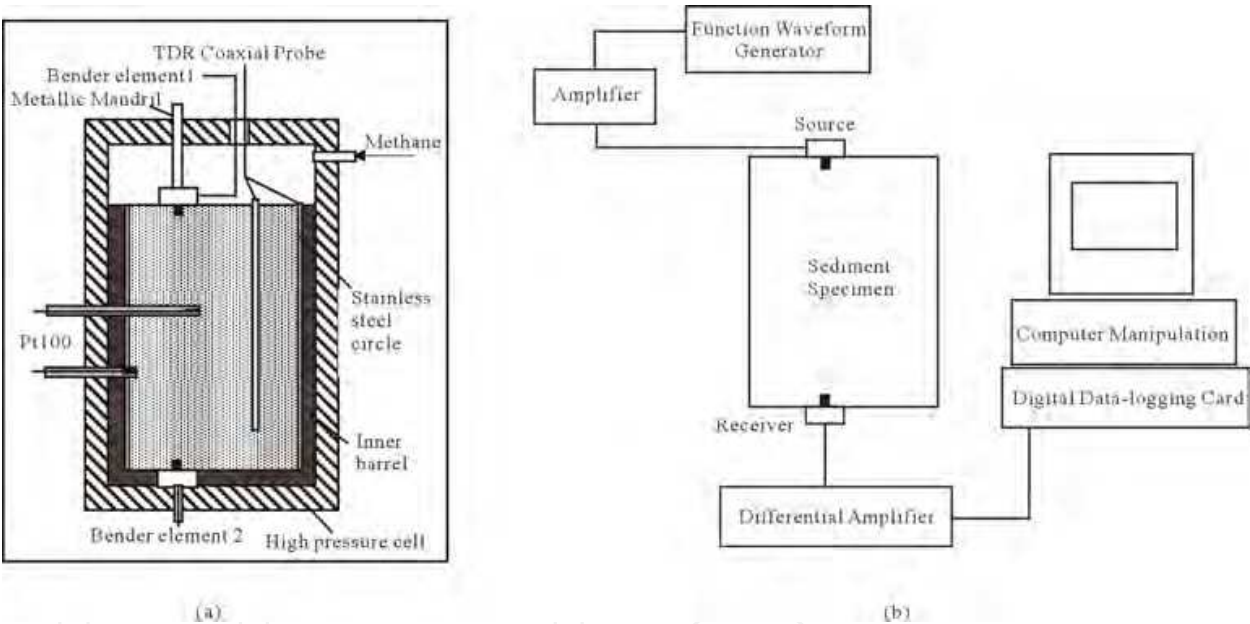 TDR Coaxial Probe
Bender element1
Metallic Mandril
Methane
Stainless
steel
circle
Pt100
Inner
barrel
Bender element 2
High pressure cell
(a)
Function Waveform
Generator
Amplifier
Source
Sediment
Specimen
Computer Manipulation
Digital Data-logging Card
Receiver
Differential Amplifier
(b)